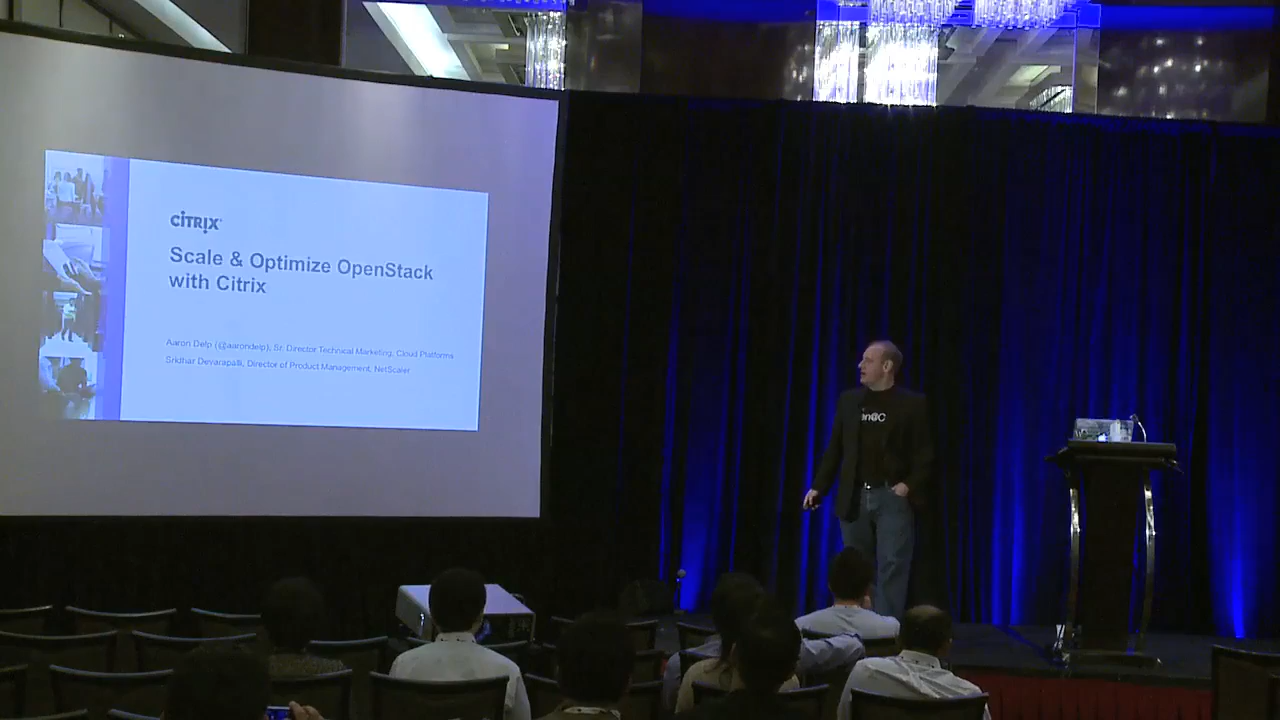 CiTRIX
Scale & Optimize OpenStack
with Citrix
Aaron Delp (@aarondelp), Sr. Director Technical Marketing, Cloud Platforms
Sridhar Devarapalli, Director of Product Management, NetScaler
en@C